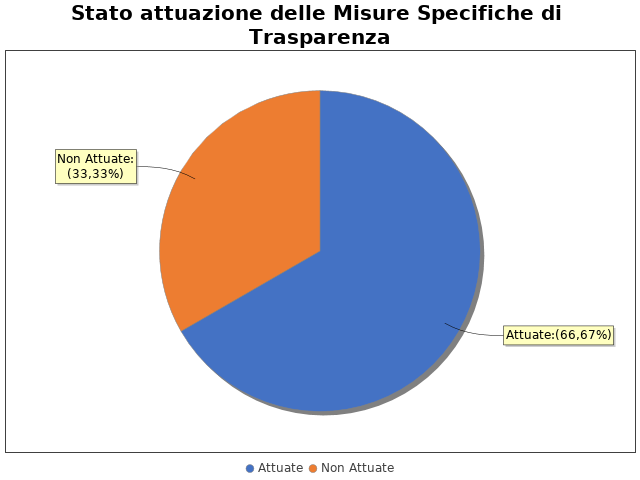 Stato attuazione delle Misure Specifiche di
Trasparenza
Non Attuate:
(33,33%)
Attuate:(66,67%)
Attuate
Non Attuate